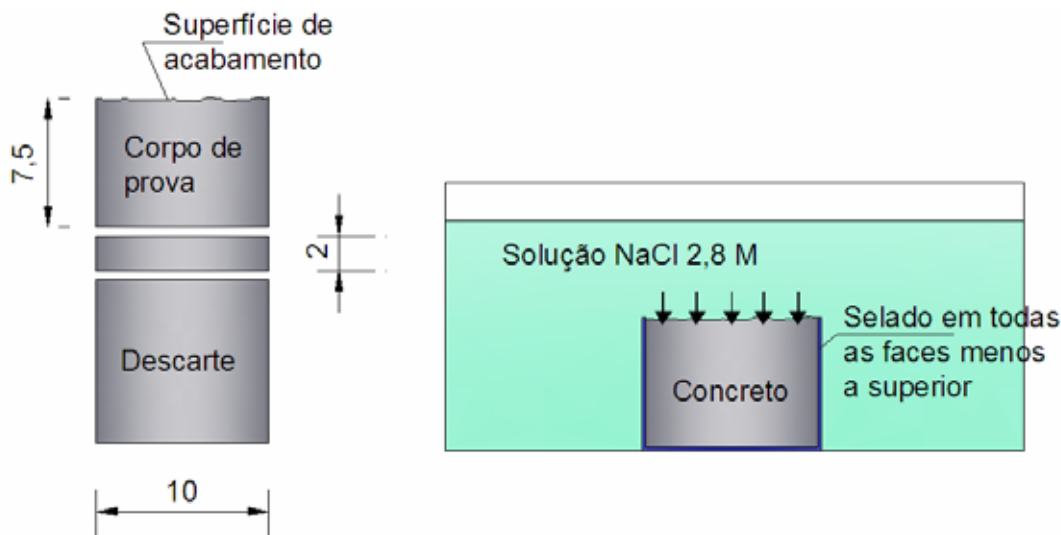 Superfície de
acabamento
7,5
Corpo de
prova
2
Descarte
10
Solução NaCl 2,8 M
Selado em todas
as faces menos
a superior
Concreto